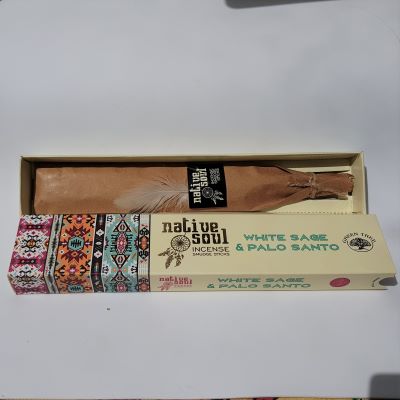 native
soul
native
soul
INCENSE
SMUDGE STICKS
WHITE SAGE
& PALO SANTO
GREEN TREE
native
soul
WHITE SAGE
& PALO SANTO